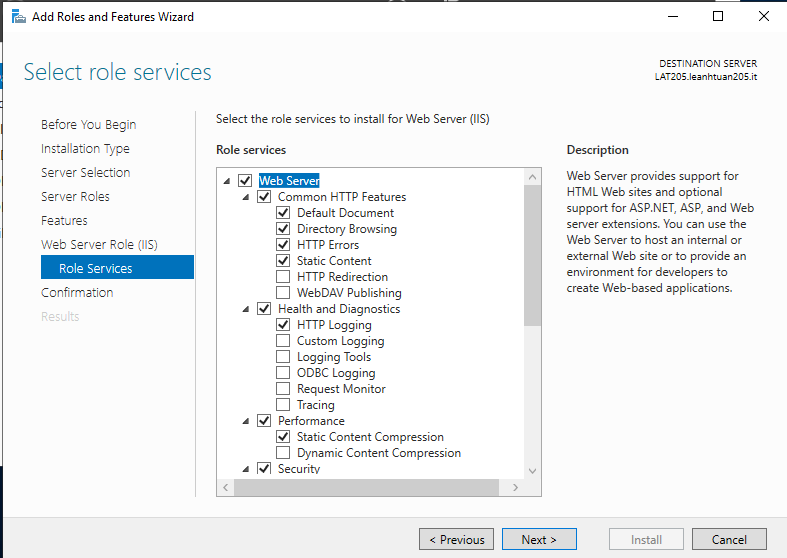 Add Roles and Features Wizard
Select role services
DESTINATION SERVER
LAT205.leanhtuan205.it
Before You Begin
Installation Type
Server Selection
Server Roles
Features
Web Server Role (IIS)
Role Services
Confirmation
Results
Select the role services to install for Web Server (IIS)
Role services
Web Server
Common HTTP Features
Default Document
Directory Browsing
HTTP Errors
Static Content
HTTP Redirection
WebDAV Publishing
Health and Diagnostics
HTTP Logging
Custom Logging
Logging Tools
ODBC Logging
Request Monitor
Tracing
Performance
Static Content Compression
Dynamic Content Compression
Security
Description
Web Server provides support for
HTML Web sites and optional
support for ASP.NET, ASP, and Web
server extensions. You can use the
Web Server to host an internal or
external Web site or to provide an
environment for developers to
create Web-based applications.
< Previous
Next >
Install
Cancel